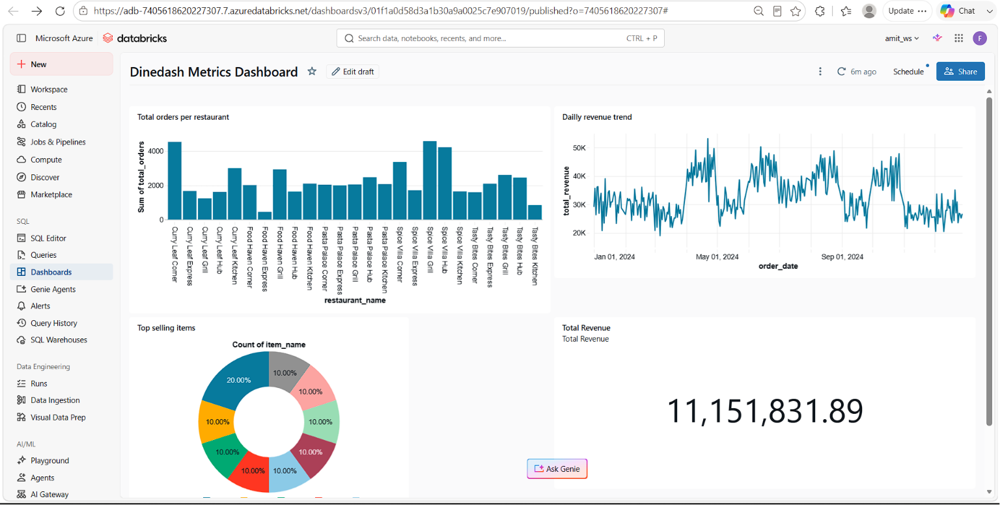 https://adb-7405618620227307.7.azuredatabricks.net/dashboardsv3/01f1a0d58d3a1b30a9a0025c7e907019/published?o=7405618620227307#
Update
Chat
Microsoft Azure
databricks
Search data, notebooks, recents, and more...
CTRL + P
amit_ws
F
New
Workspace
Recents
Catalog
Jobs & Pipelines
Compute
Discover
Marketplace
SQL
SQL Editor
Queries
Dashboards
Genie Agents
Alerts
Query History
SQL Warehouses
Data Engineering
Runs
Data Ingestion
Visual Data Prep
AI/ML
Playground
Agents
AI Gateway
Dinedash Metrics Dashboard
Edit draft
6m ago
Schedule
Share
Total orders per restaurant
Sum of total_orders
4000
2000
0
Curry Leaf Corner
Curry Leaf Express
Curry Leaf Grill
Curry Leaf Hub
Curry Leaf Kitchen
Food Haven Corner
Food Haven Express
Food Haven Grill
Food Haven Hub
Food Haven Kitchen
Pasta Palace Corner
Pasta Palace Express
Pasta Palace Grill
Pasta Palace Hub
Pasta Palace Kitchen
Spice Villa Corner
Spice Villa Express
Spice Villa Grill
Spice Villa Hub
Spice Villa Kitchen
Tasty Bites Corner
Tasty Bites Express
Tasty Bites Grill
Tasty Bites Hub
Tasty Bites Kitchen
restaurant_name
Dailly revenue trend
total_revenue
50K
40K
30K
20K
Jan 01, 2024
May 01, 2024
Sep 01, 2024
order_date
Top selling items
Count of item_name
10.00%
10.00%
10.00%
10.00%
10.00%
10.00%
10.00%
10.00%
20.00%
Total Revenue
Total Revenue
11,151,831.89
Ask Genie